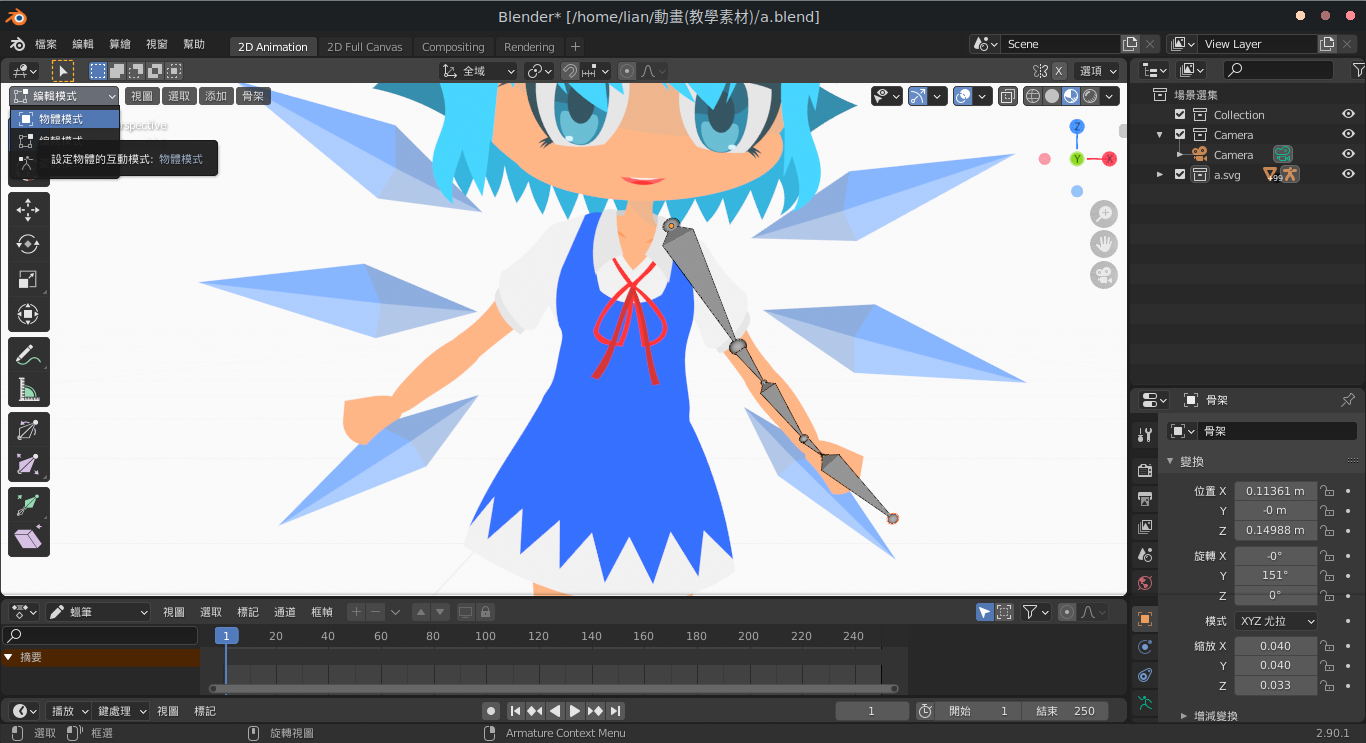 Blender* [/home/lian/動畫(教學素材)/a.blend]
檔案 編輯 算繪 視窗 幫助 2D Animation 2D Full Canvas Compositing Rendering + Scene View Layer
全域 X 選項
編輯模式 視圖 選取 添加 骨架
物體模式
編輯模式
設定物體的互動模式: 物體模式
Z
Y X
場景選集
Collection
Camera
Camera
a.svg +99
骨架
骨架
變換
位置 X 0.11361 m
Y -0 m
Z 0.14988 m
旋轉 X -0°
Y 151°
Z 0°
模式 XYZ 尤拉
縮放 X 0.040
Y 0.040
Z 0.033
增減變換
蠟筆 視圖 選取 標記 通道 框幀
1 20 40 60 80 100 120 140 160 180 200 220 240
摘要
播放 鍵處理 視圖 標記 1 開始 1 結束 250
選取 框選 旋轉視圖 Armature Context Menu 2.90.1